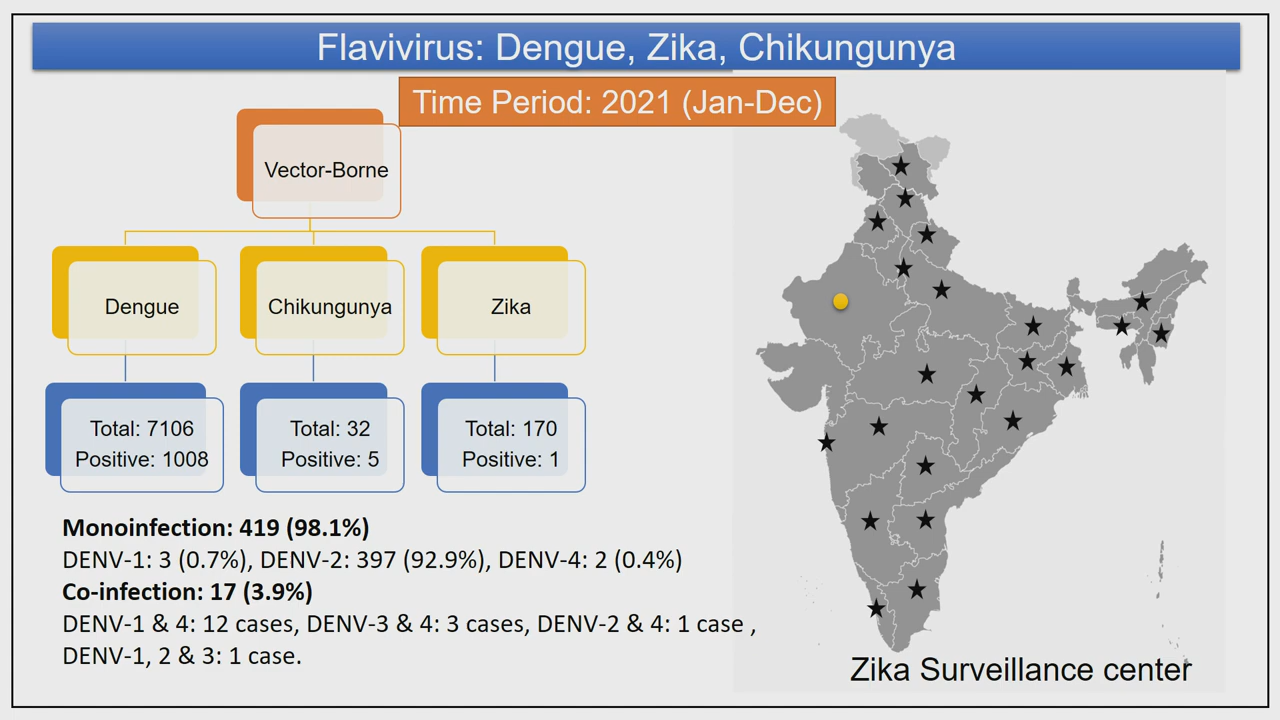 Flavivirus: Dengue, Zika, Chikungunya
Time Period: 2021 (Jan-Dec)
Vector-Borne
Dengue
Chikungunya
Zika
Total: 7106
Positive: 1008
Total: 32
Positive: 5
Total: 170
Positive: 1
Monoinfection: 419 (98.1%)
DENV-1: 3 (0.7%), DENV-2: 397 (92.9%), DENV-4: 2 (0.4%)
Co-infection: 17 (3.9%)
DENV-1 & 4: 12 cases, DENV-3 & 4: 3 cases, DENV-2 & 4: 1 case ,
DENV-1, 2 & 3: 1 case.
Zika Surveillance center